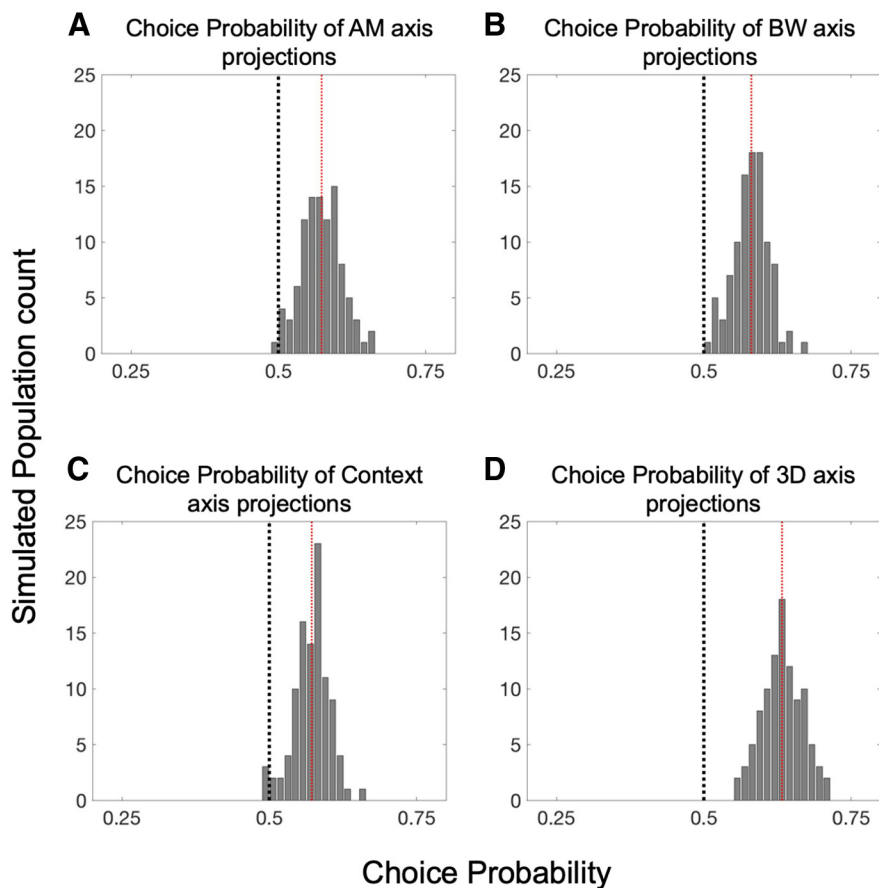 A
Choice Probability of AM axis
projections
25
20
15
10
5
0
0.25
0.5
0.75
B
Choice Probability of BW axis
projections
25
20
15
10
5
0
0.25
0.5
0.75
C
Choice Probability of Context
axis projections
25
20
15
10
5
0
0.25
0.5
0.75
D
Choice Probability of 3D axis
projections
25
20
15
10
5
0
0.25
0.5
0.75
Simulated Population count
Choice Probability